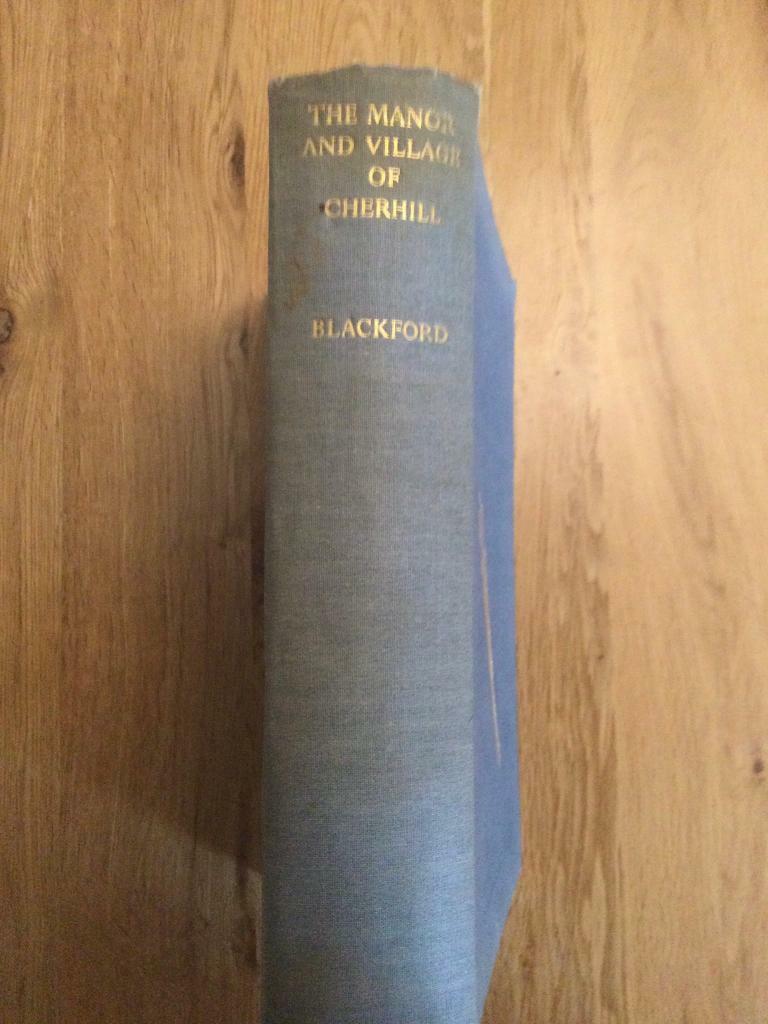 THE MANOR
AND VILLAGE
OF
CHERHILL
BLACKFORD